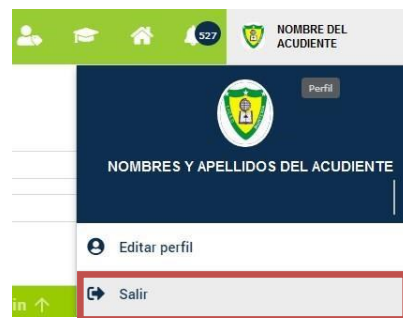 527
NOMBRE DEL
ACUDIENTE
Perfil
NOMBRES Y APELLIDOS DEL ACUDIENTE
Editar perfil
Salir
in ↑